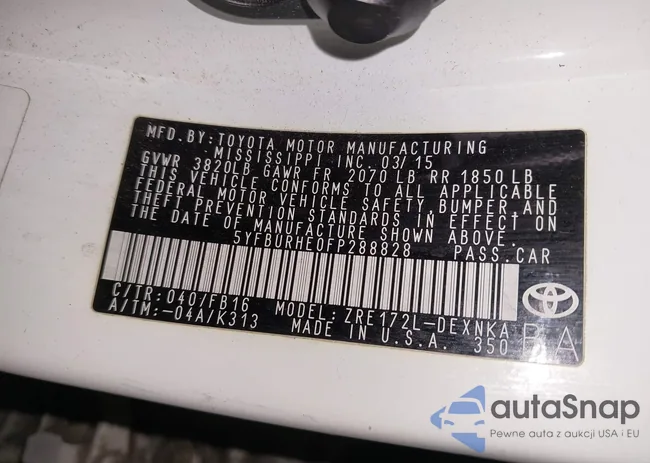 MFD. BY: TOYOTA MOTOR MANUFACTURING
MISSISSIPPI INC. 03/15
GVWR 3820LB GAWR FR 2070 LB RR 1850 LB
THIS VEHICLE CONFORMS TO ALL APPLICABLE
FEDERAL MOTOR VEHICLE SAFETY, BUMPER, AND
THEFT PREVENTION STANDARDS IN EFFECT ON
THE DATE OF MANUFACTURE SHOWN ABOVE.
5YFBURHE0FP288828 PASS. CAR
C/TR: 040/FB16 MODEL: ZRE172L-DEXNKA
A/TM: -04A/K313 MADE IN U.S.A. 350 BA
autoSnap
Pewne auta z aukcji USA i EU